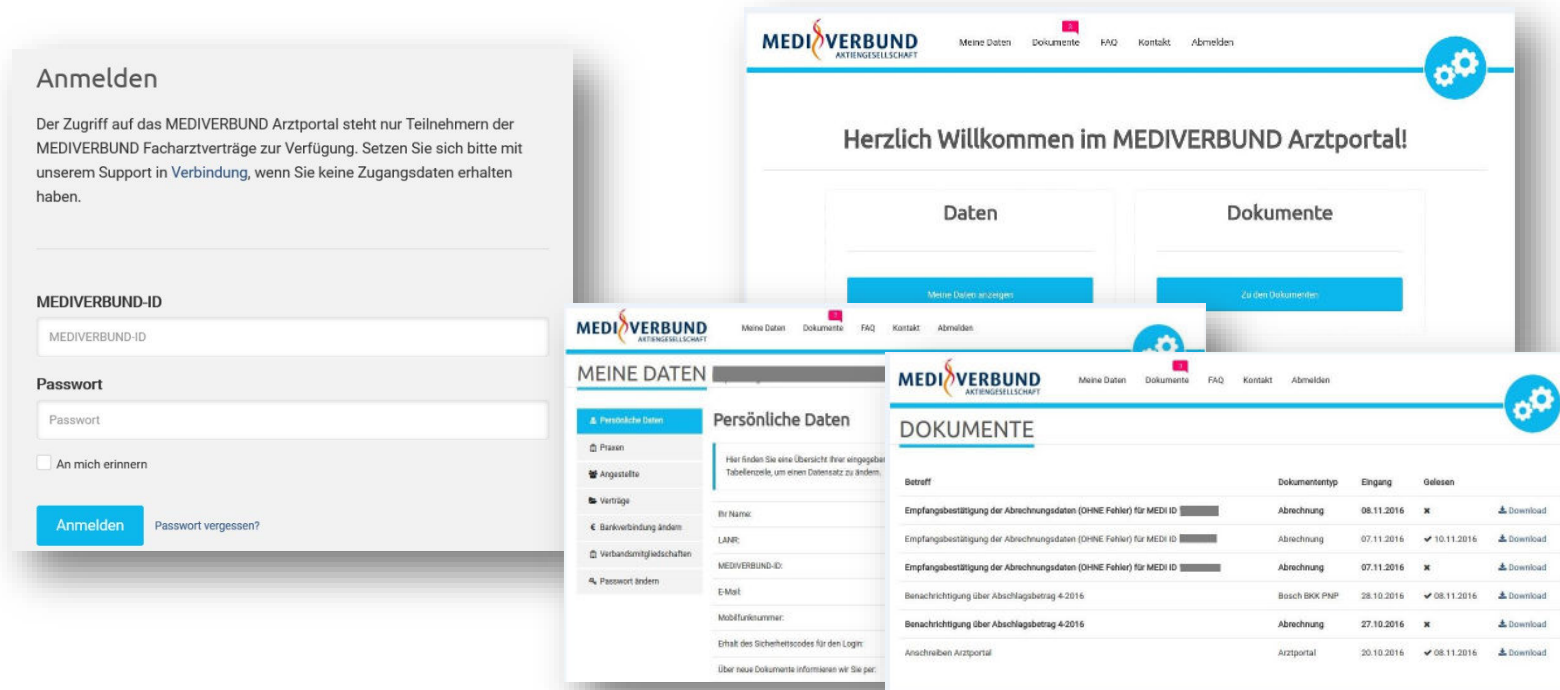 Anmelden
Der Zugriff auf das MEDIVERBUND Arztportal steht nur Teilnehmern der
MEDIVERBUND Facharztverträge zur Verfügung. Setzen Sie sich bitte mit
unserem Support in Verbindung, wenn Sie keine Zugangsdaten erhalten
haben.
MEDIVERBUND-ID
MEDIVERBUND-ID
Passwort
Passwort
An mich erinnern
Anmelden Passwort vergessen?
MEDIVERBUND
AKTIENGESELLSCHAFT
Meine Daten Dokumente FAQ Kontakt Abmelden
3
Herzlich Willkommen im MEDIVERBUND Arztportal!
Daten
Meine Daten anzeigen
Dokumente
Zu den Dokumenten
MEDIVERBUND
AKTIENGESELLSCHAFT
Meine Daten Dokumente FAQ Kontakt Abmelden
MEINE DATEN
Persönliche Daten
Praxen
Angestellte
Verträge
€ Bankverbindung ändern
Verbandsmitgliedschaften
Passwort ändern
Persönliche Daten
Hier finden Sie eine Übersicht Ihrer
Tabellenzeile, um einen Datensatz zu ändern.
Ihr Name:
LANR:
MEDIVERBUND-ID:
E-Mail:
Mobilfunknummer:
Erhalt des Sicherheitscodes für den Login:
Über neue Dokumente informieren wir Sie per:
MEDIVERBUND
AKTIENGESELLSCHAFT
Meine Daten Dokumente FAQ Kontakt Abmelden
DOKUMENTE
Betreff Dokumententyp Eingang Gelesen
Empfangsbestätigung der Abrechnungsdaten (OHNE Fehler) für MEDI ID Abrechnung 08.11.2016 ✖ Download
Empfangsbestätigung der Abrechnungsdaten (OHNE Fehler) für MEDI ID Abrechnung 07.11.2016 ✔ 10.11.2016 Download
Empfangsbestätigung der Abrechnungsdaten (OHNE Fehler) für MEDI ID Abrechnung 07.11.2016 ✖ Download
Benachrichtigung über Abschlagsbetrag 4-2016 Bosch BKK PNP 28.10.2016 ✔ 08.11.2016 Download
Benachrichtigung über Abschlagsbetrag 4-2016 Abrechnung 27.10.2016 ✖ Download
Anschreiben Arztportal Arztportal 20.10.2016 ✔ 08.11.2016 Download